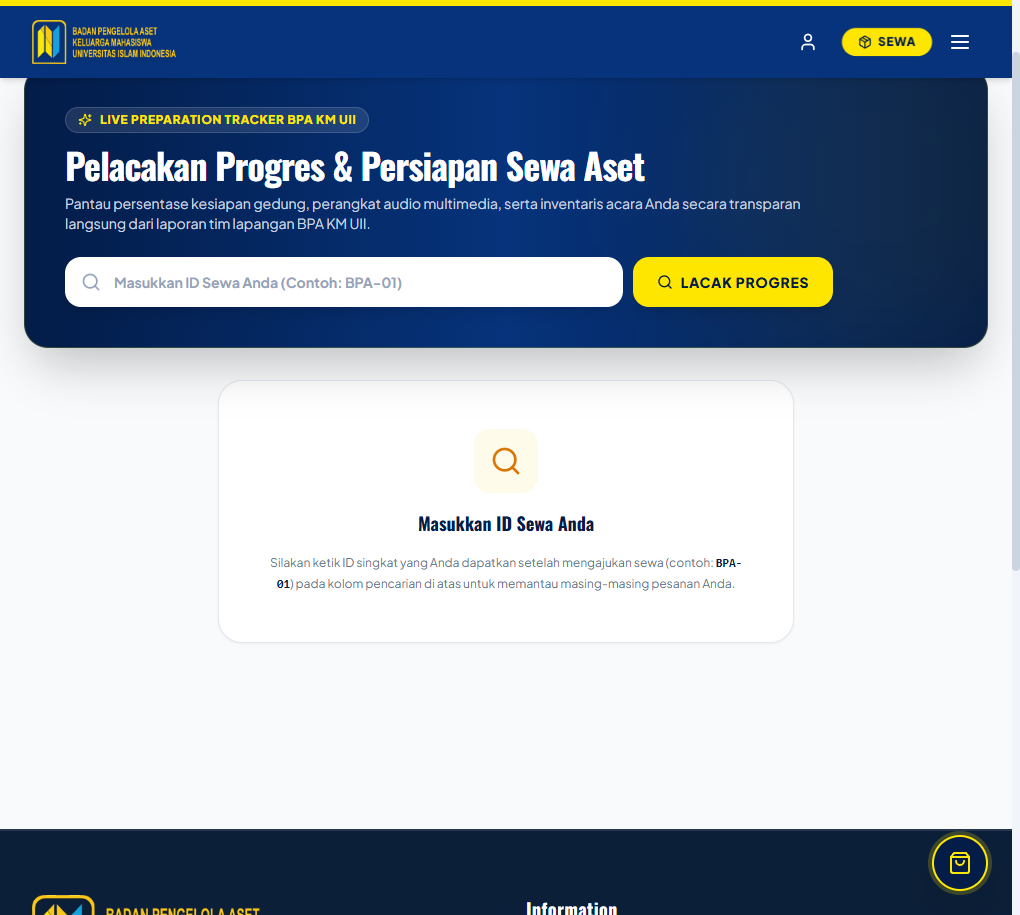 BADAN PENGELOLA ASET
KELUARGA MAHASISWA
UNIVERSITAS ISLAM INDONESIA
SEWA
LIVE PREPARATION TRACKER BPA KM UII
Pelacakan Progres & Persiapan Sewa Aset
Pantau persentase kesiapan gedung, perangkat audio multimedia, serta inventaris acara Anda secara transparan
langsung dari laporan tim lapangan BPA KM UII.
Masukkan ID Sewa Anda (Contoh: BPA-01)
LACAK PROGRES
Masukkan ID Sewa Anda
Silakan ketik ID singkat yang Anda dapatkan setelah mengajukan sewa (contoh: BPA-
01) pada kolom pencarian di atas untuk memantau masing-masing pesanan Anda.
BADAN PENGELOLA ASET
Information